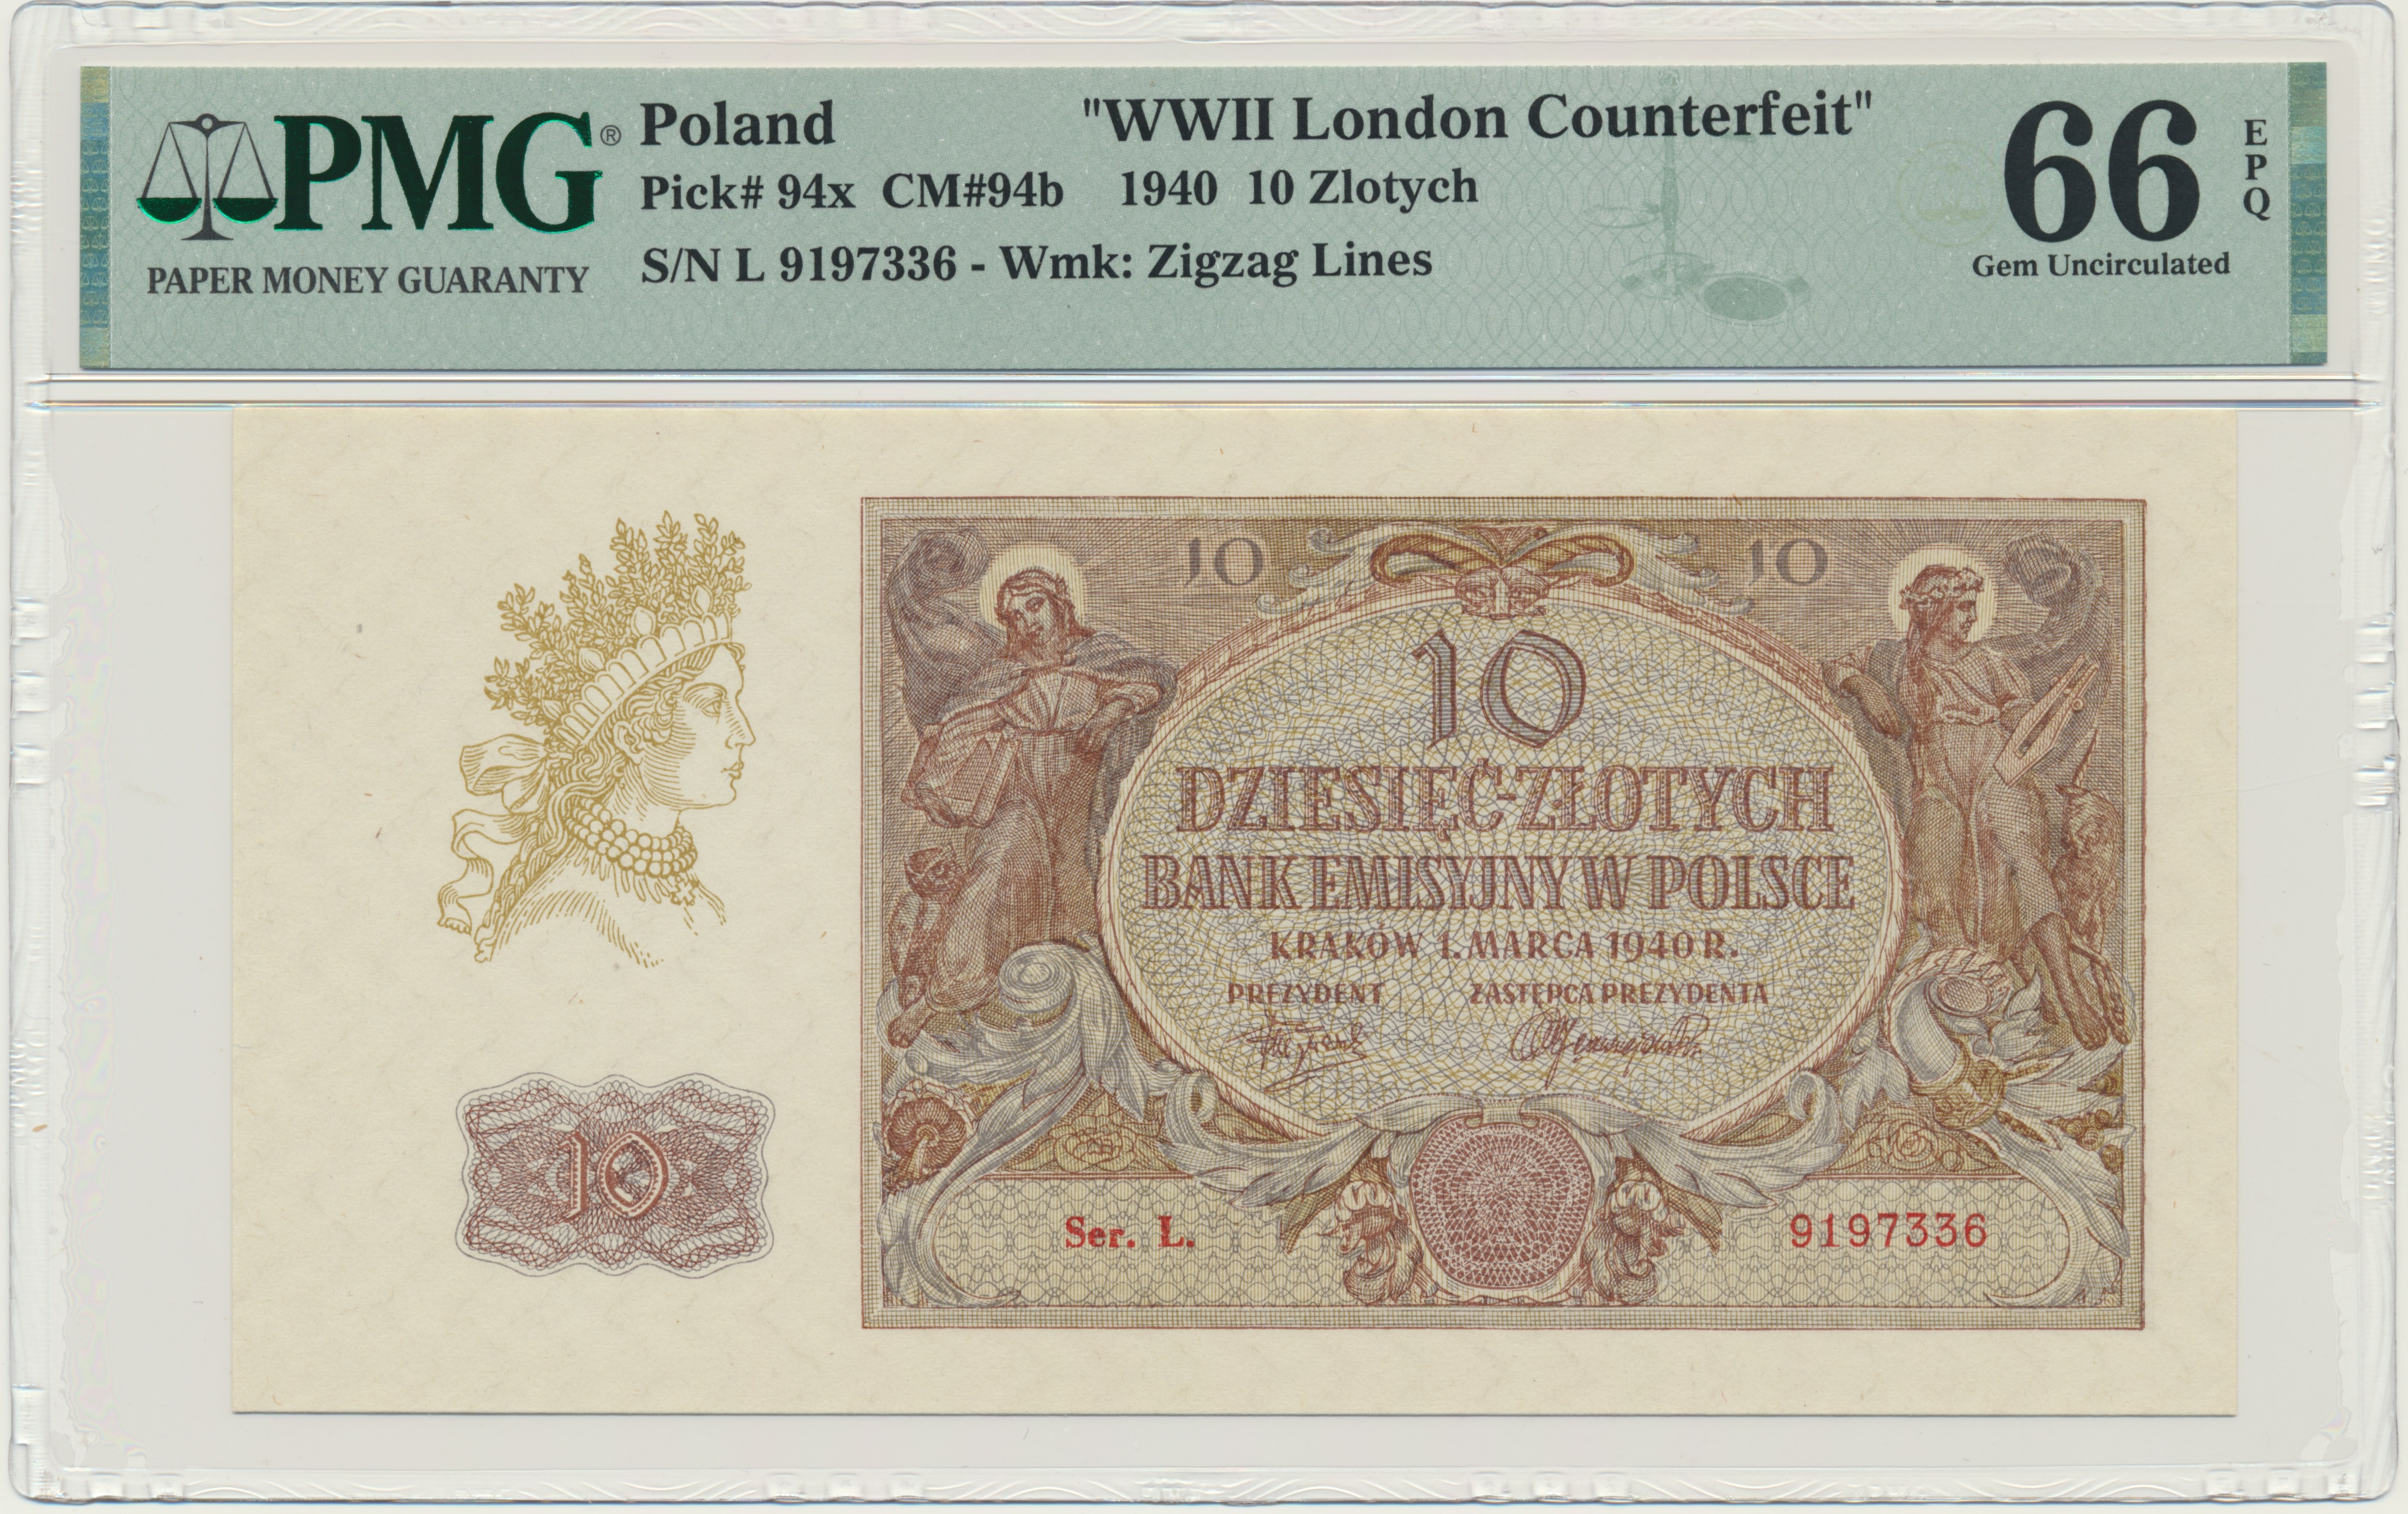 PMG®
PAPER MONEY GUARANTY
Poland "WWII London Counterfeit"
Pick# 94x CM#94b 1940 10 Zlotych
S/N L 9197336 - Wmk: Zigzag Lines
66 EPQ
Gem Uncirculated
10 10
10
DZIESIĘĆ-ZŁOTYCH
BANK EMISYJNY W POLSCE
KRAKÓW 1. MARCA 1940 R.
PREZYDENT ZASTĘPCA PREZYDENTA
10
Ser. L. 9197336